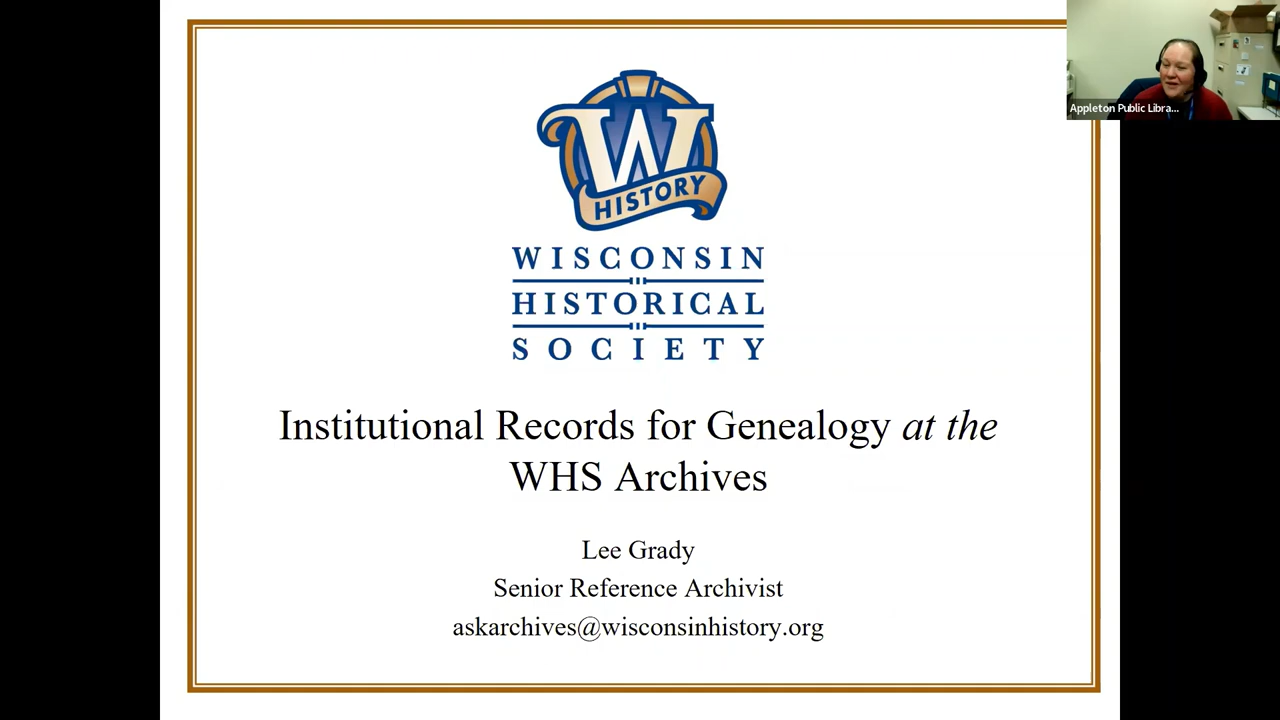 W
HISTORY
WISCONSIN
HISTORICAL
SOCIETY
Institutional Records for Genealogy at the
WHS Archives
Lee Grady
Senior Reference Archivist
askarchives@wisconsinhistory.org
Appleton Public Libra...